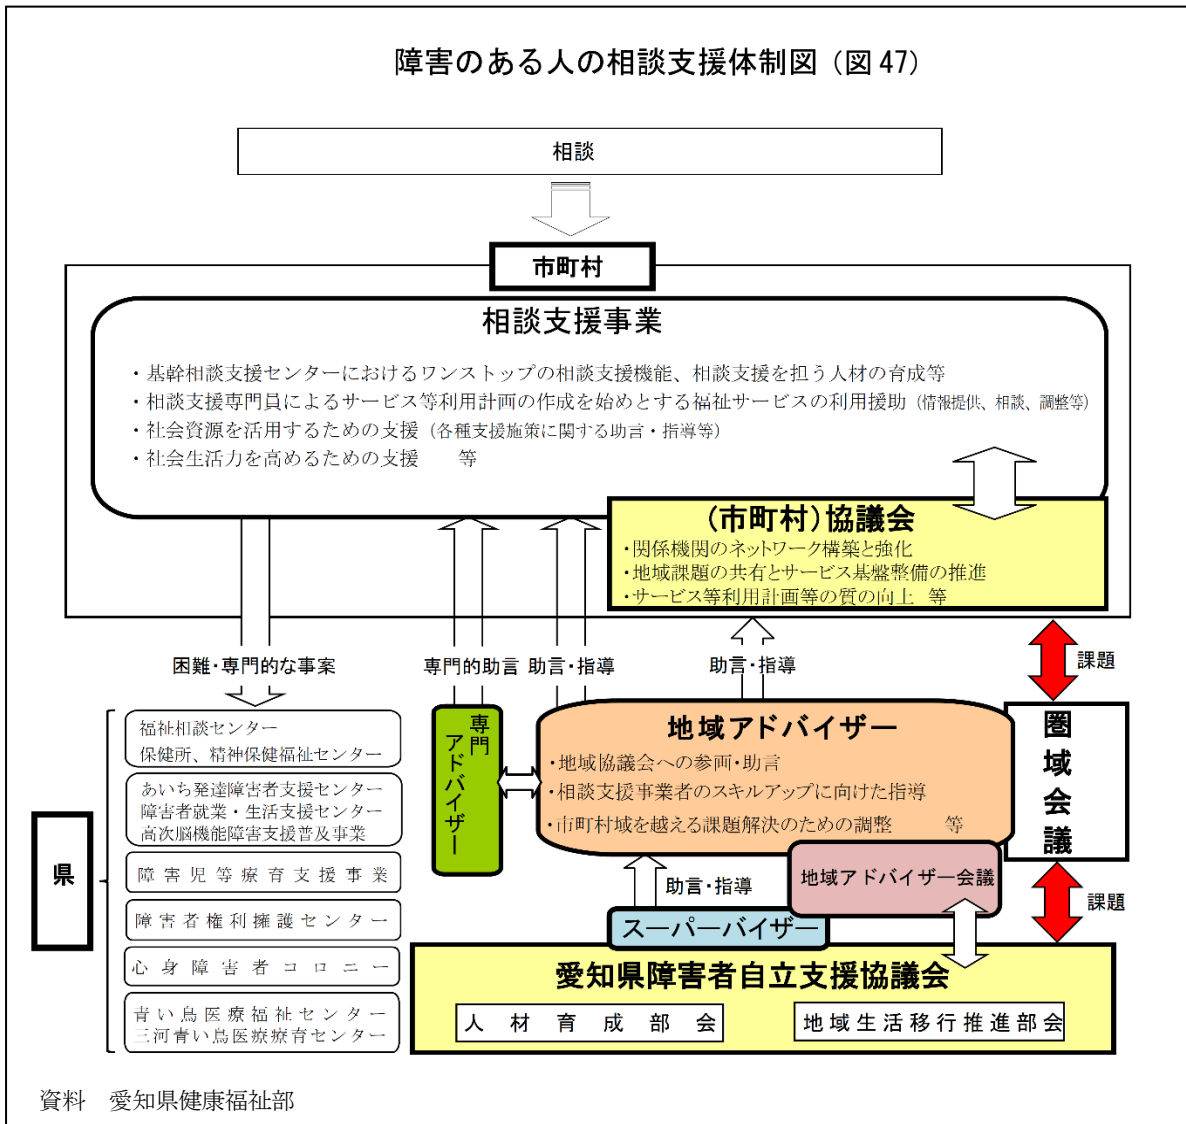 障害のある人の相談支援体制図（図47）
相談
市町村
相談支援事業
・基幹相談支援センターにおけるワンストップの相談支援機能、相談支援を担う人材の育成等
・相談支援専門員によるサービス等利用計画の作成を始めとする福祉サービスの利用援助（情報提供、相談、調整等）
・社会資源を活用するための支援（各種支援施策に関する助言・指導等）
・社会生活力を高めるための支援　　等
（市町村）協議会
・関係機関のネットワーク構築と強化
・地域課題の共有とサービス基盤整備の推進
・サービス等利用計画等の質の向上　等
困難・専門的な事案
専門的助言
助言・指導
助言・指導
課題
県
福祉相談センター
保健所、精神保健福祉センター
あいち発達障害者支援センター
障害者就業・生活支援センター
高次脳機能障害支援普及事業
障害児等療育支援事業
障害者権利擁護センター
心身障害者コロニー
青い鳥医療福祉センター
三河青い鳥医療療育センター
専門
アドバイザー
地域アドバイザー
・地域協議会への参画・助言
・相談支援事業者のスキルアップに向けた指導
・市町村域を越える課題解決のための調整　　等
圏域会議
地域アドバイザー会議
助言・指導
課題
スーパーバイザー
愛知県障害者自立支援協議会
人材育成部会
地域生活移行推進部会
資料　愛知県健康福祉部